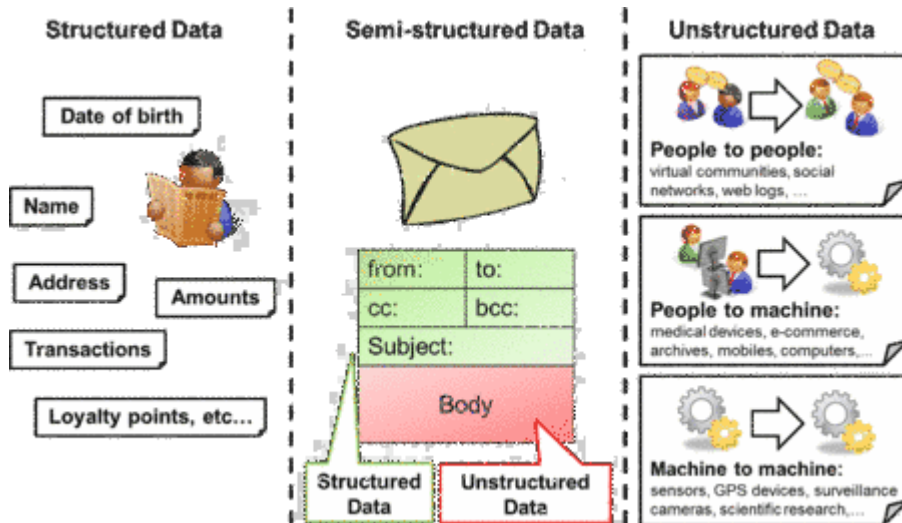 Structured Data
Date of birth
Name
Address
Amounts
Transactions
Loyalty points, etc...
Semi-structured Data
from: to:
cc: bcc:
Subject:
Body
Structured
Data
Unstructured
Data
Unstructured Data
People to people:
virtual communities, social
networks, web logs, ...
People to machine:
medical devices, e-commerce,
archives, mobiles, computers,...
Machine to machine:
sensors, GPS devices, surveillance
cameras, scientific research,...